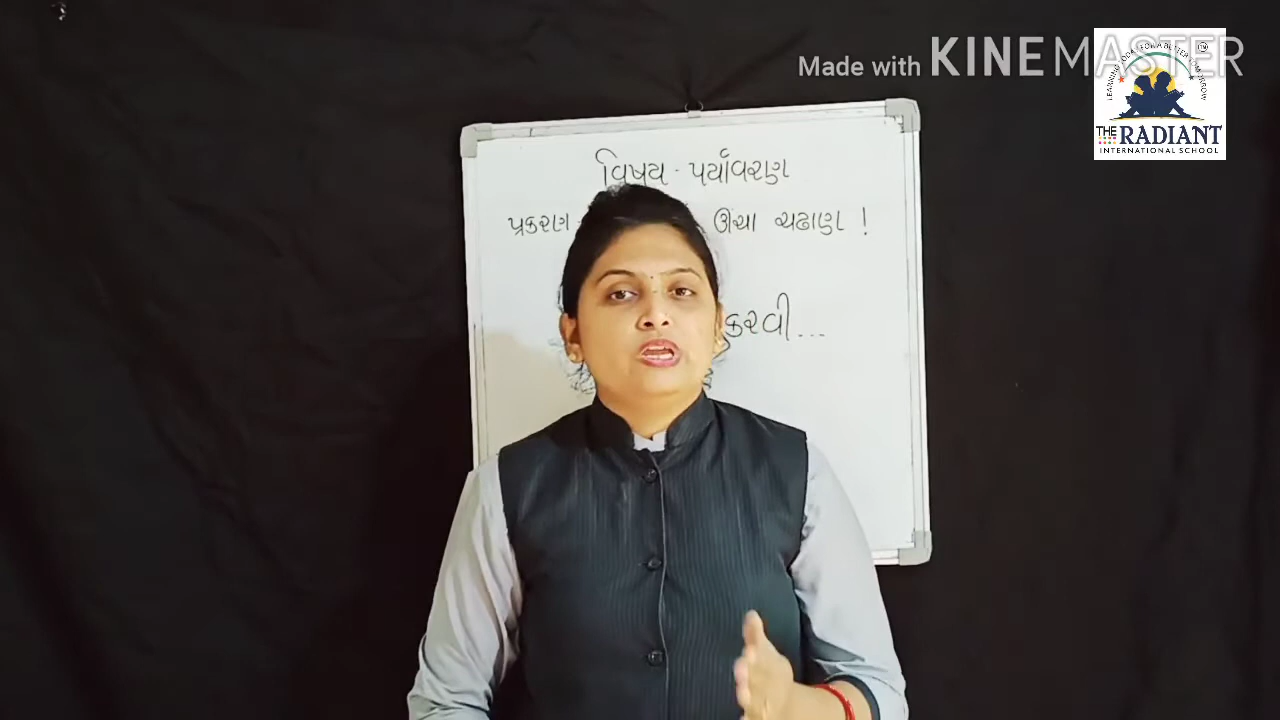 Made with KINEMASTER
THE RADIANT
INTERNATIONAL SCHOOL
વિષય - પર્યાવરણ
પ્રકરણ - ઊંચા ચઢાણ !
કરવી...